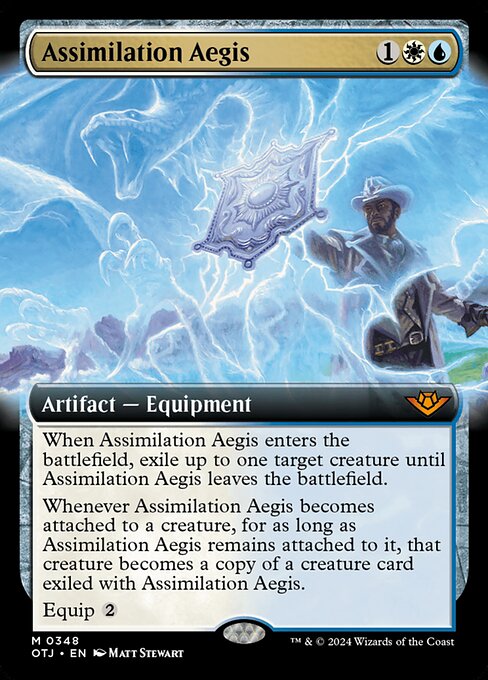 Assimilation Aegis 1
Artifact — Equipment
When Assimilation Aegis enters the
battlefield, exile up to one target creature until
Assimilation Aegis leaves the battlefield.
Whenever Assimilation Aegis becomes
attached to a creature, for as long as
Assimilation Aegis remains attached to it, that
creature becomes a copy of a creature card
exiled with Assimilation Aegis.
Equip 2
M 0348
OTJ • EN Matt Stewart
™ & © 2024 Wizards of the Coast